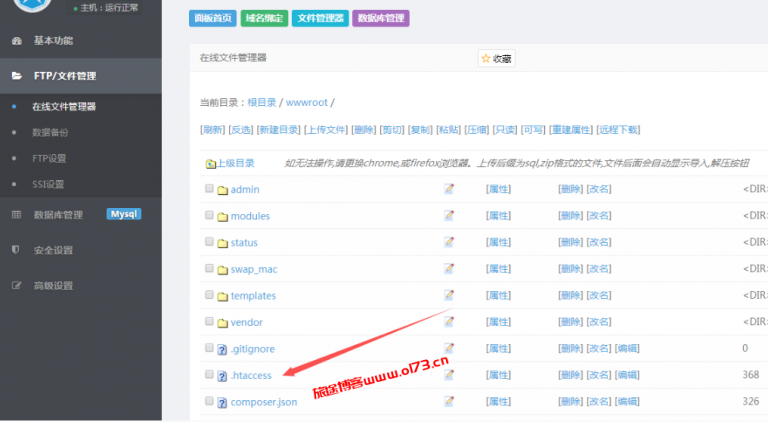 主机：运行正常
面板首页 域名绑定 文件管理器 数据库管理
基本功能
FTP/文件管理
在线文件管理器
数据备份
FTP设置
SSI设置
数据库管理 Mysql
安全设置
高级设置
在线文件管理器 收藏
当前目录：根目录 / wwwroot /
[刷新] [反选] [新建目录] [上传文件] [删除] [剪切] [复制] [粘贴] [压缩] [只读] [可写] [重建属性] [远程下载]
上级目录 如无法操作,请更换chrome,或firefox浏览器。上传后缀为sql,zip格式的文件,文件后面会自动显示导入,解压按钮
admin [属性] [删除] [改名] <DIR>
modules [属性] [删除] [改名] <DIR>
status [属性] [删除] [改名] <DIR>
swap_mac [属性] [删除] [改名] <DIR>
templates [属性] [删除] [改名] <DIR>
vendor [属性] [删除] [改名] <DIR>
.gitignore [属性] [删除] [改名] [编辑] 0
.htaccess [属性] [删除] [改名] [编辑] 368
composer.json [属性] [删除] [改名] [编辑] 326
旅途博客www.ol73.cn